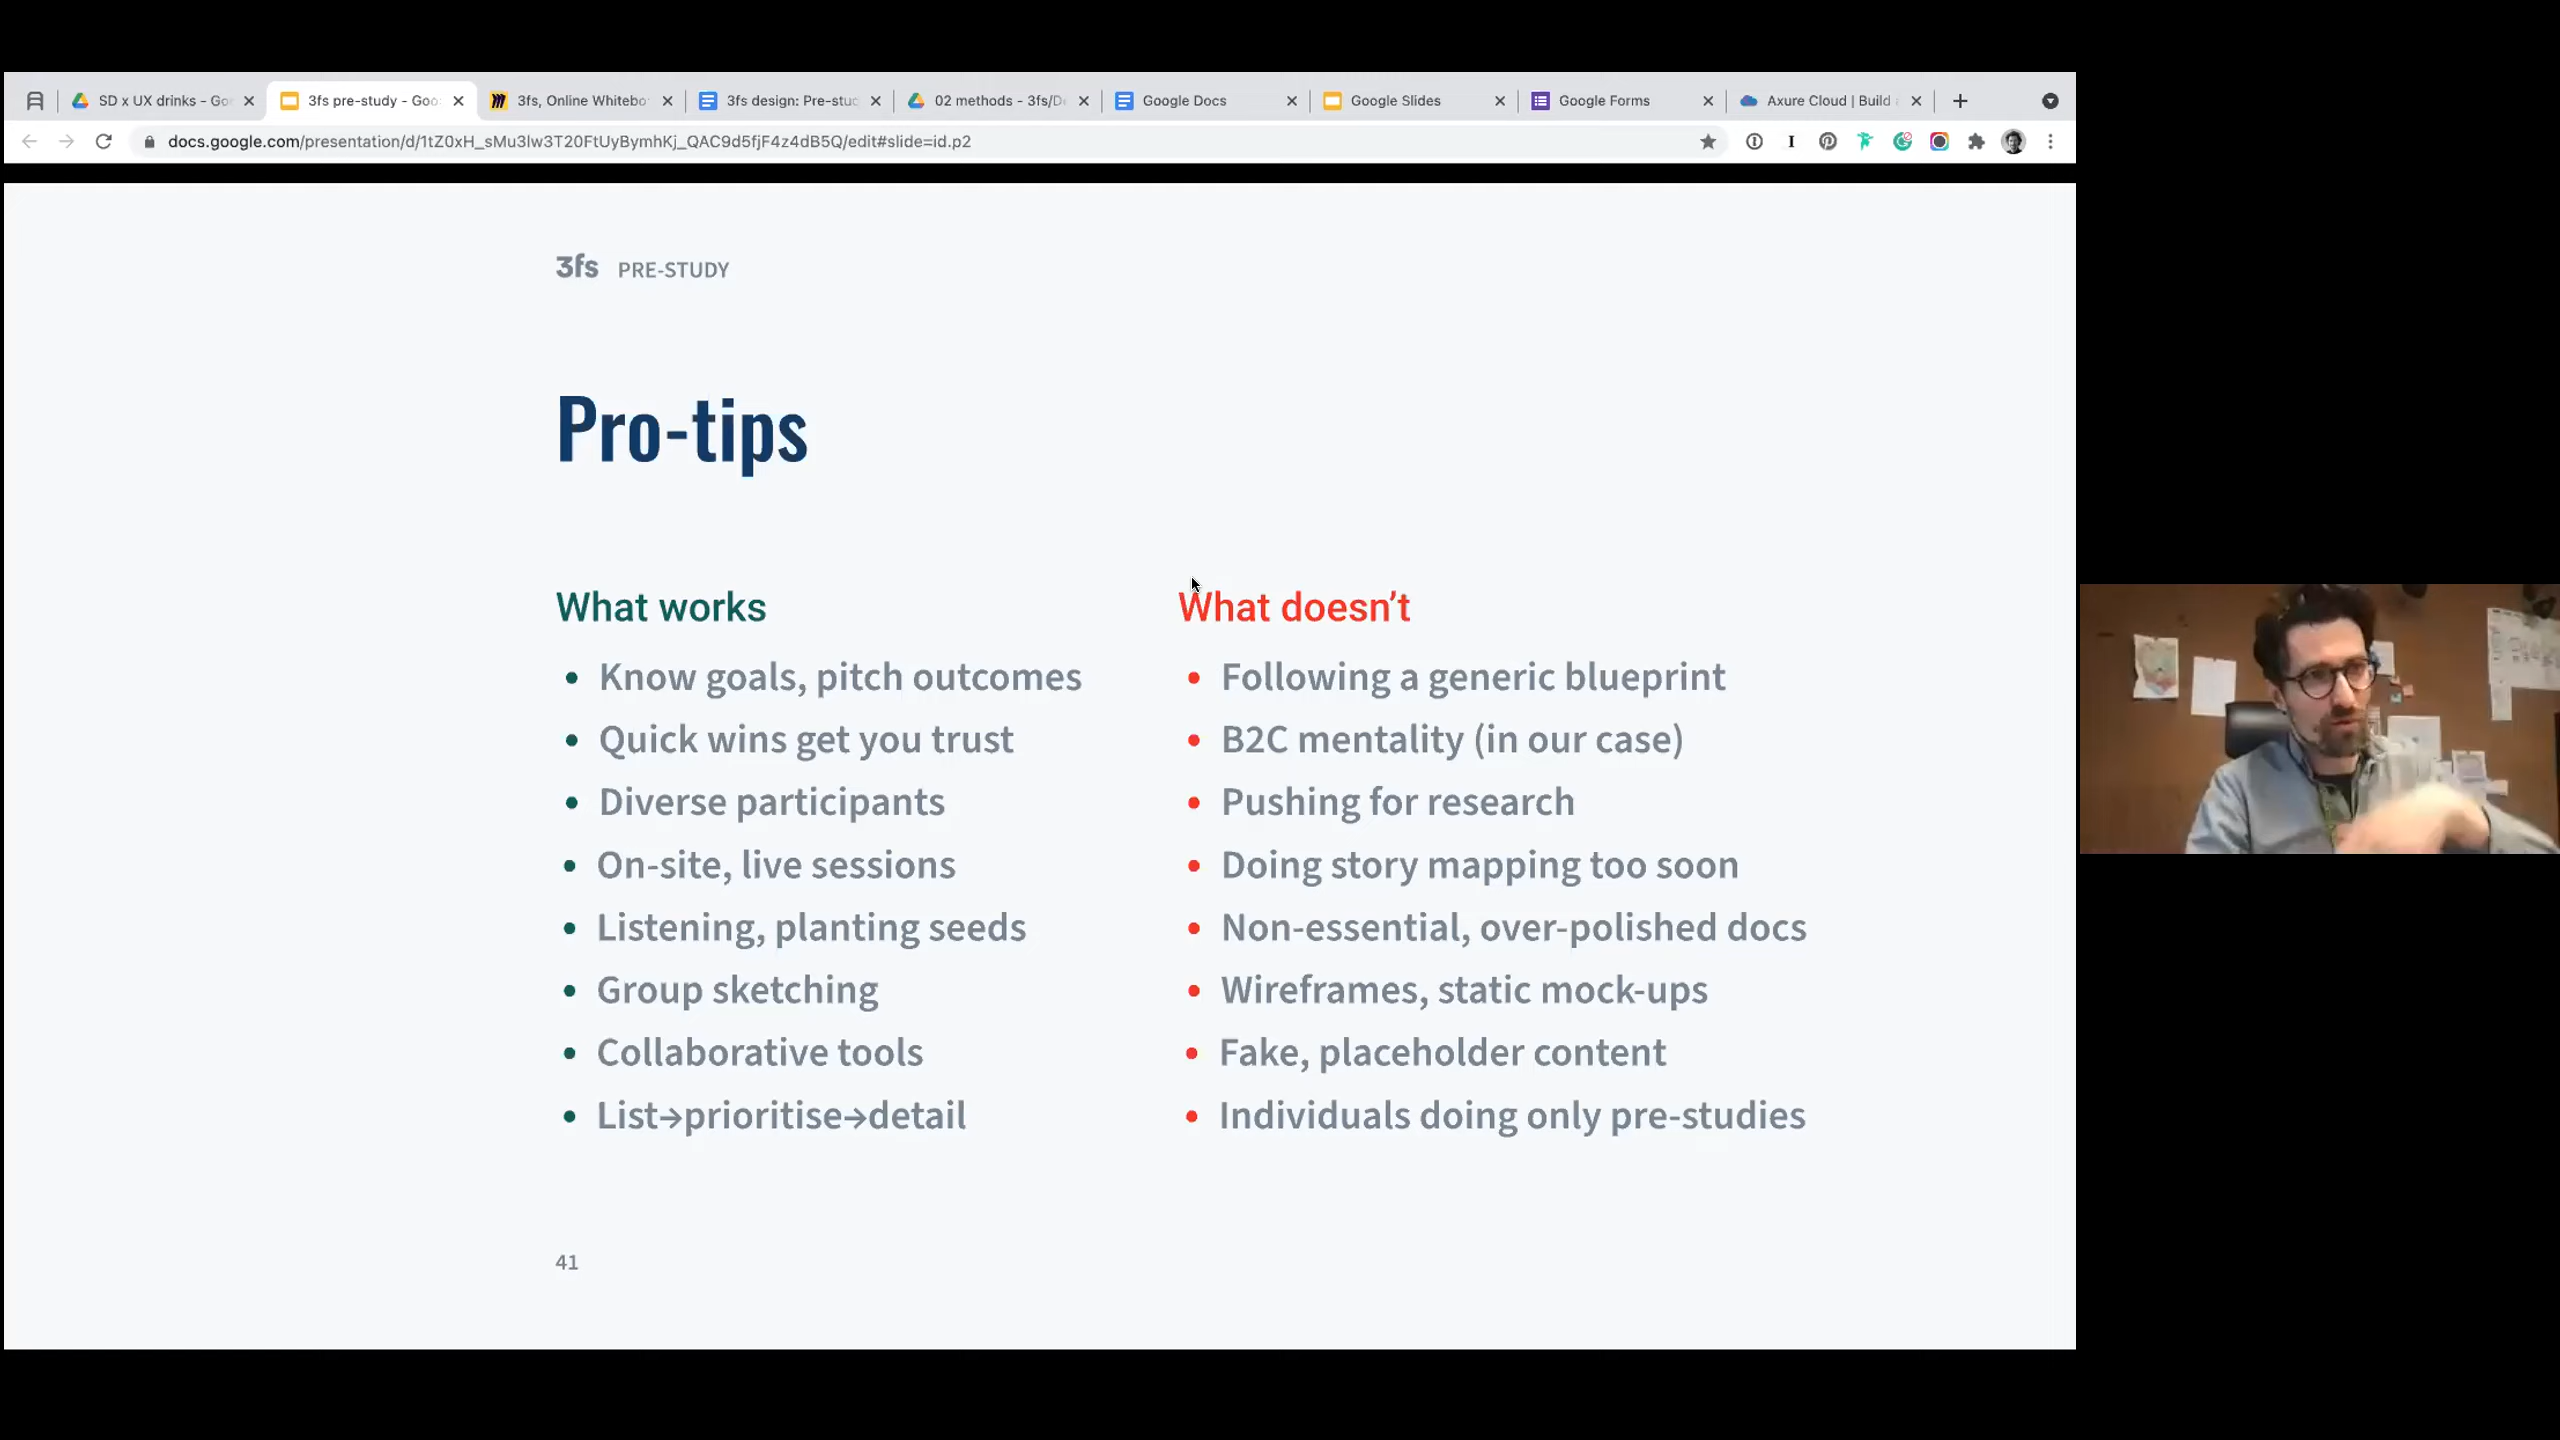 SD x UX drinks - Go
3fs pre-study - Goo
3fs, Online Whitebo
3fs design: Pre-stud
02 methods - 3fs/D
Google Docs
Google Slides
Google Forms
Axure Cloud | Build
docs.google.com/presentation/d/1tZ0xH_sMu3lw3T20FtUyBymhKj_QAC9d5fjF4z4dB5Q/edit#slide=id.p2
3fs PRE-STUDY
Pro-tips
What works
• Know goals, pitch outcomes
• Quick wins get you trust
• Diverse participants
• On-site, live sessions
• Listening, planting seeds
• Group sketching
• Collaborative tools
• List→prioritise→detail
What doesn’t
• Following a generic blueprint
• B2C mentality (in our case)
• Pushing for research
• Doing story mapping too soon
• Non-essential, over-polished docs
• Wireframes, static mock-ups
• Fake, placeholder content
• Individuals doing only pre-studies
41